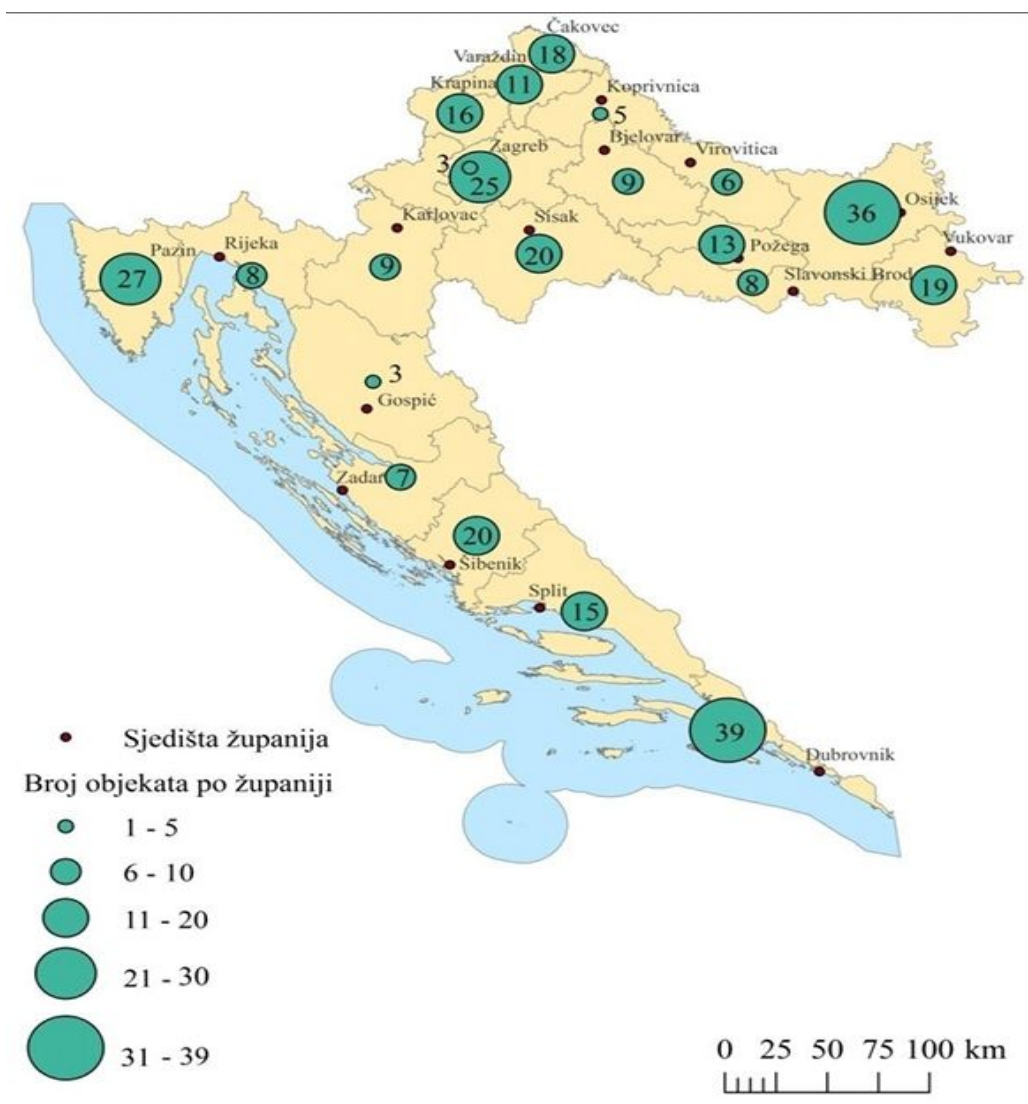 Čakovec
18
Varaždin
11
Krapina
16
Koprivnica
5
Bjelovar
9
Zagreb
3
25
Virovitica
6
36
Osijek
Karlovac
9
Sisak
20
13
Požega
Vukovar
19
Slavonski Brod
8
Pazin
27
Rijeka
8
3
Gospić
Zadar
7
20
Šibenik
Split
15
39
Dubrovnik
Sjedišta županija
Broj objekata po županiji
1 - 5
6 - 10
11 - 20
21 - 30
31 - 39
0 25 50 75 100 km